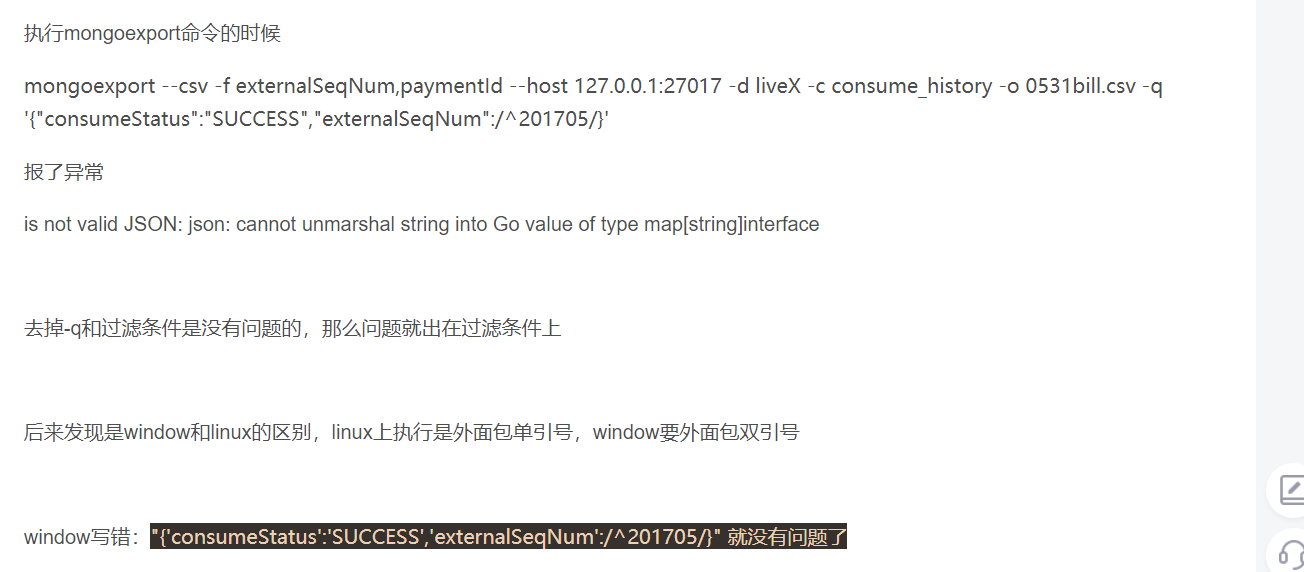 执行mongoexport命令的时候
mongoexport --csv -f externalSeqNum,paymentId --host 127.0.0.1:27017 -d liveX -c consume_history -o 0531bill.csv -q
'{"consumeStatus":"SUCCESS","externalSeqNum":/^201705/}'
报了异常
is not valid JSON: json: cannot unmarshal string into Go value of type map[string]interface
去掉-q和过滤条件是没有问题的，那么问题就出在过滤条件上
后来发现是window和linux的区别，linux上执行是外面包单引号，window要外面包双引号
window写错："{'consumeStatus':'SUCCESS','externalSeqNum':/^201705/}" 就没有问题了